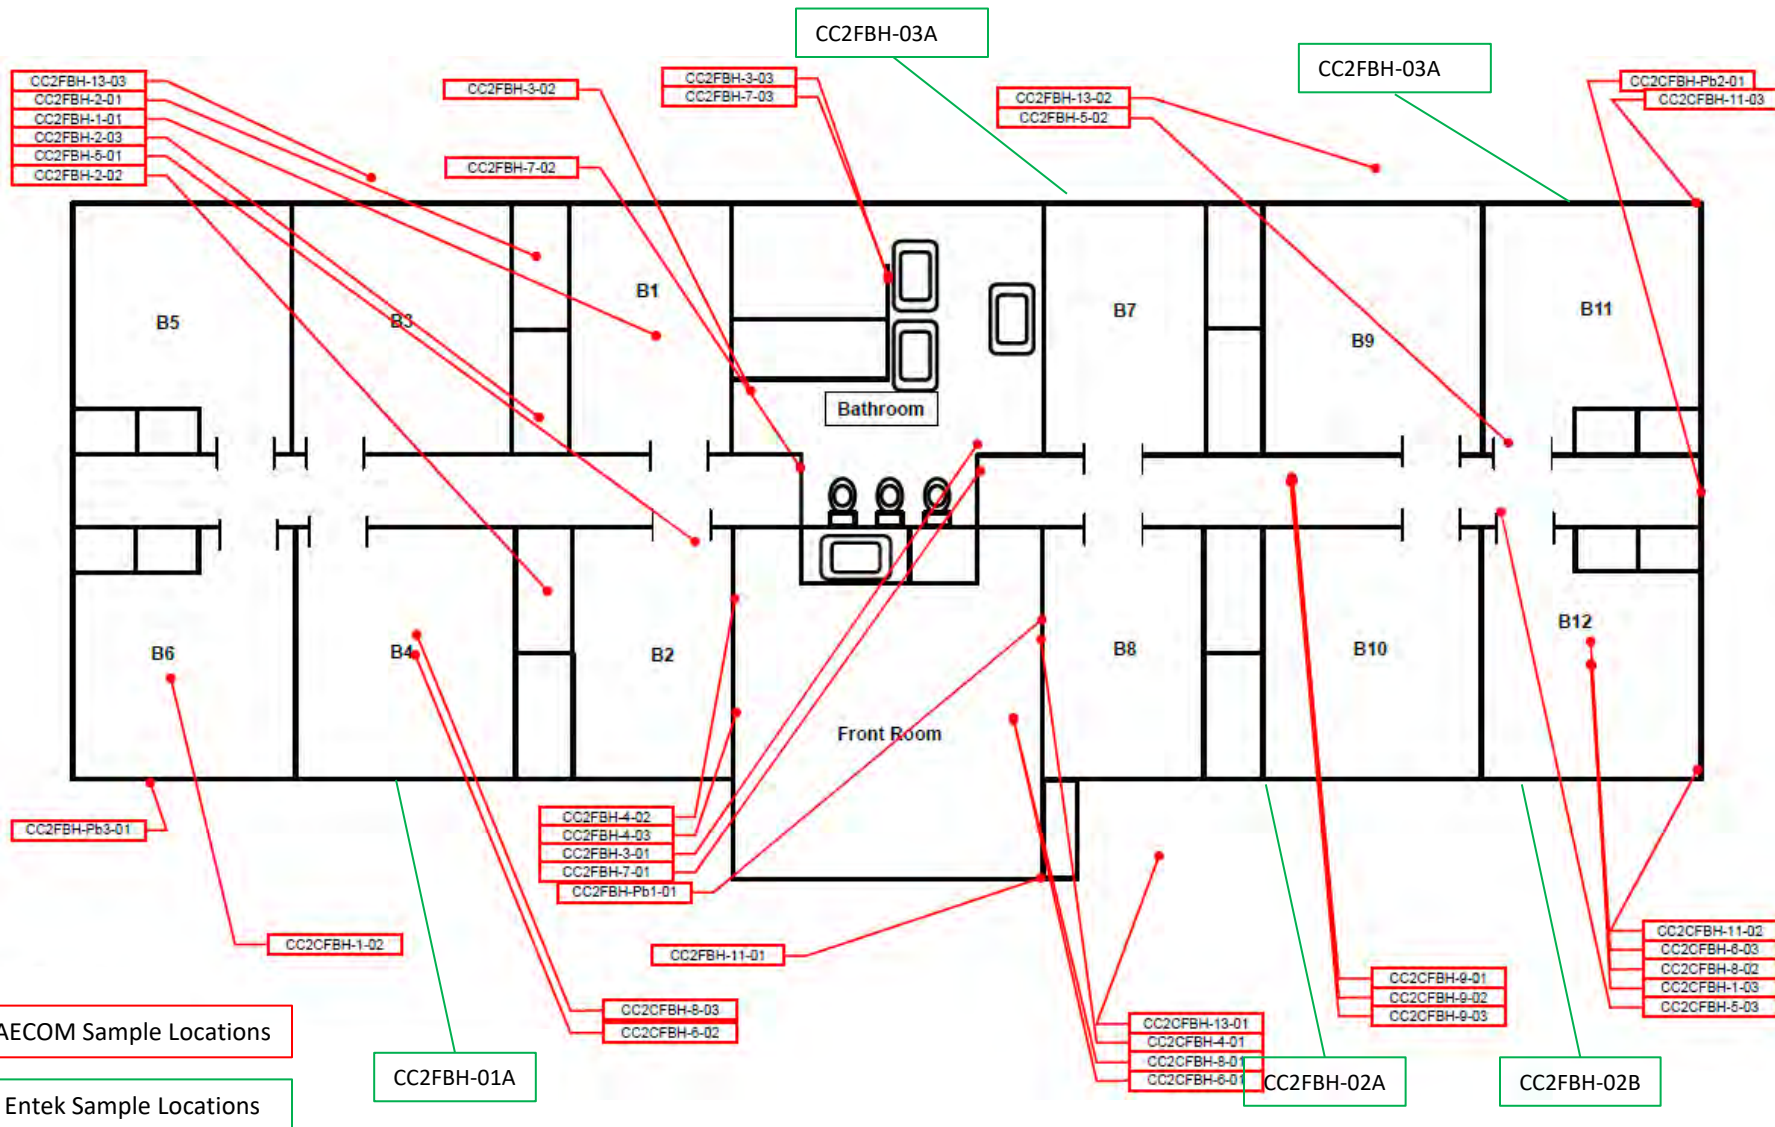 CC2FBH-03A
CC2FBH-03A
CC2FBH-13-03
CC2FBH-2-01
CC2FBH-1-01
CC2FBH-2-03
CC2FBH-5-01
CC2FBH-2-02
CC2FBH-3-02
CC2FBH-7-02
CC2FBH-3-03
CC2FBH-7-03
CC2FBH-13-02
CC2FBH-5-02
CC2CFBH-Pb2-01
CC2CFBH-11-03
B5
B3
B1
B7
B9
B11
Bathroom
B6
B4
B2
Front Room
B8
B10
B12
CC2FBH-Pb3-01
CC2FBH-4-02
CC2FBH-4-03
CC2FBH-3-01
CC2FBH-7-01
CC2FBH-Pb1-01
CC2CFBH-1-02
CC2FBH-11-01
CC2CFBH-11-02
CC2CFBH-6-03
CC2CFBH-8-02
CC2CFBH-1-03
CC2CFBH-5-03
CC2CFBH-9-01
CC2CFBH-9-02
CC2CFBH-9-03
CC2CFBH-8-03
CC2CFBH-6-02
CC2CFBH-13-01
CC2CFBH-4-01
CC2CFBH-8-01
CC2CFBH-6-01
AECOM Sample Locations
CC2FBH-01A
CC2FBH-02A
CC2FBH-02B
Entek Sample Locations